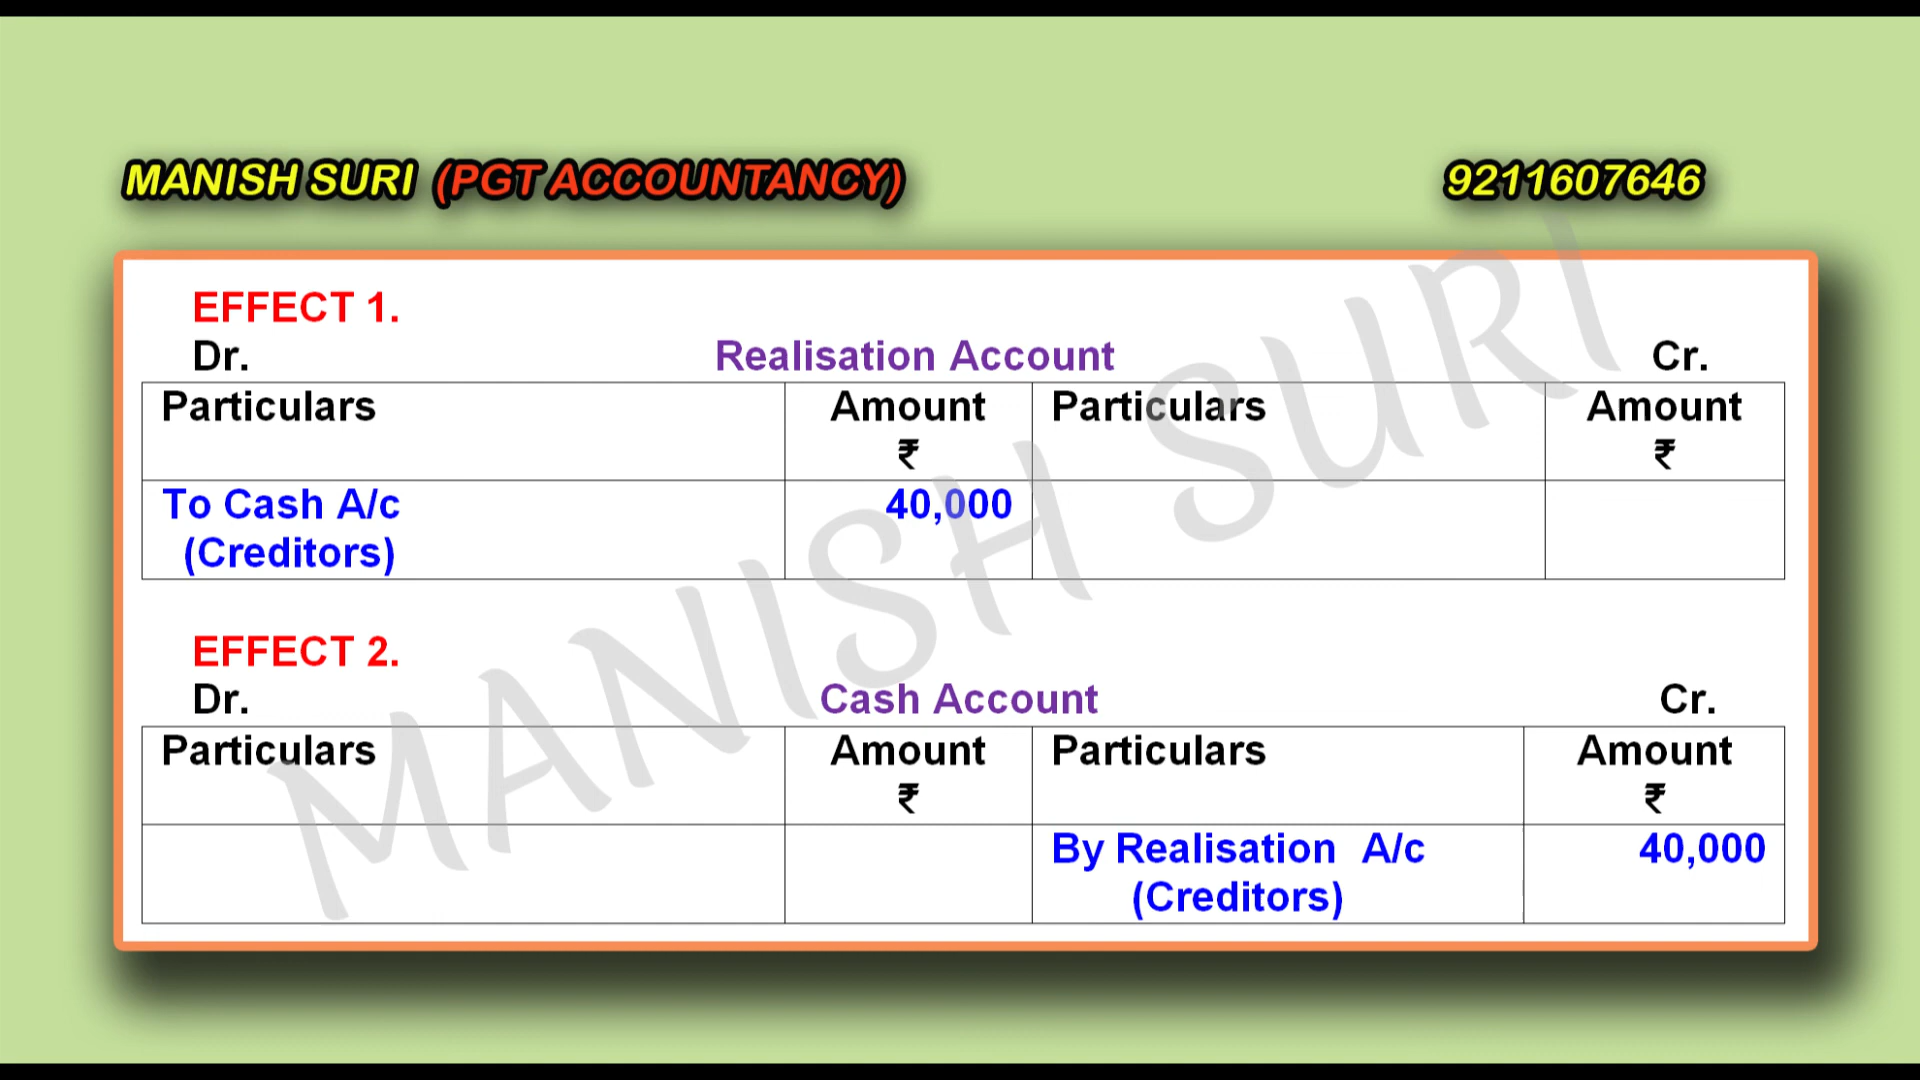 MANISH SURI (PGT ACCOUNTANCY) 9211607646
EFFECT 1.
Dr. Realisation Account Cr.
Particulars Amount Particulars Amount
₹ ₹
To Cash A/c 40,000
(Creditors)
EFFECT 2.
Dr. Cash Account Cr.
Particulars Amount Particulars Amount
₹ ₹
By Realisation A/c 40,000
(Creditors)
MANISH SURI